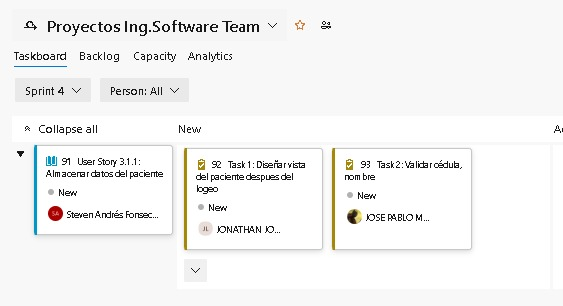 Proyectos Ing.Software Team
Taskboard Backlog Capacity Analytics
Sprint 4 Person: All
Collapse all New Ac
91 User Story 3.1.1:
Almacenar datos del paciente
New
SA Steven Andrés Fonsec...
92 Task 1: Diseñar vista
del paciente despues del
logeo
New
JL JONATHAN JO...
93 Task 2: Validar cédula,
nombre
New
JOSE PABLO M...